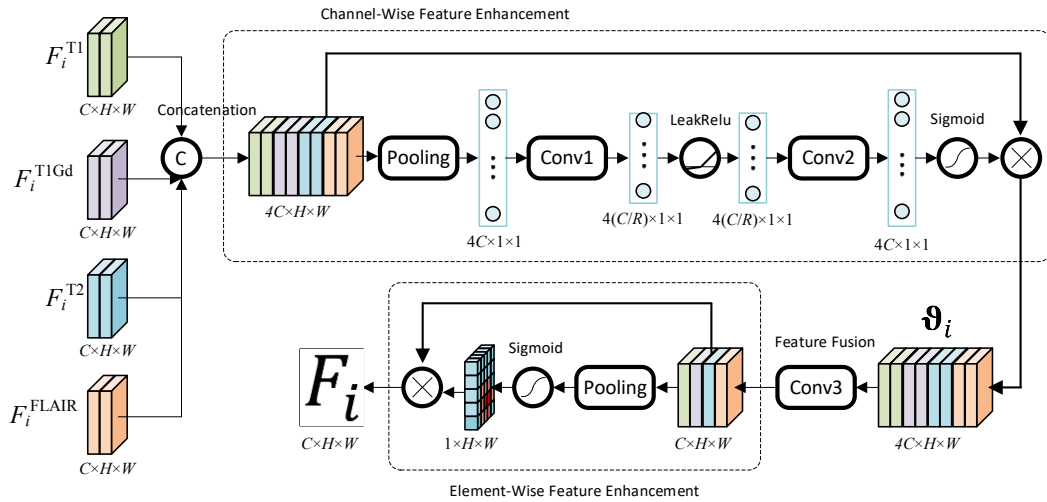 Channel-Wise Feature Enhancement
F_i^T1
C×H×W
Concatenation
C
F_i^T1Gd
C×H×W
F_i^T2
C×H×W
F_i^FLAIR
C×H×W
4C×H×W
Pooling
4C×1×1
Conv1
4(C/R)×1×1
LeakRelu
4(C/R)×1×1
Conv2
4C×1×1
Sigmoid
ϑ_i
4C×H×W
Feature Fusion
Conv3
C×H×W
Pooling
Sigmoid
1×H×W
F_i
C×H×W
Element-Wise Feature Enhancement